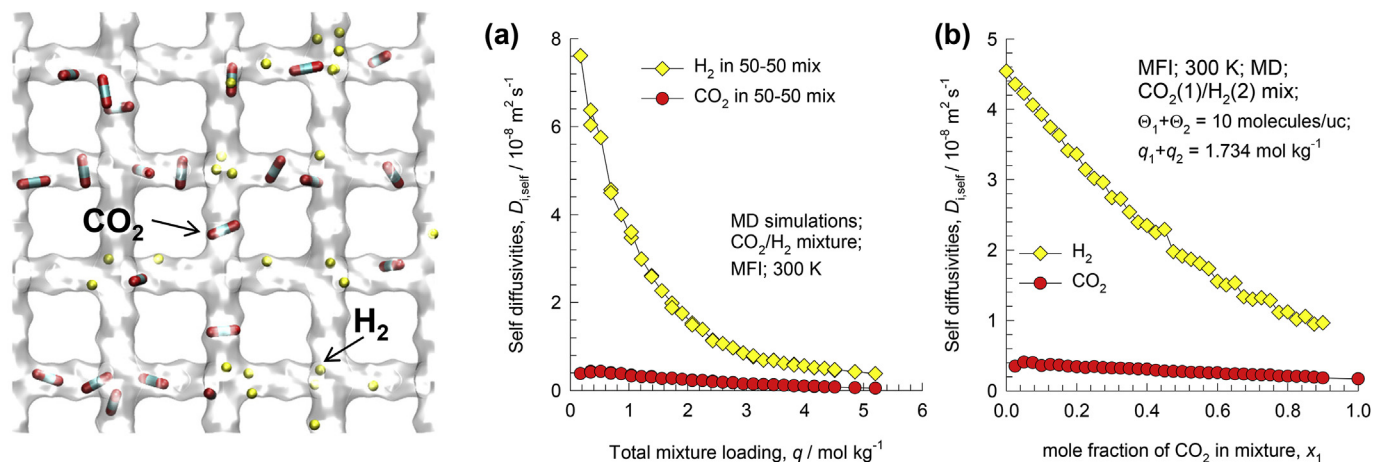 CO₂
H₂
(a)
Self diffusivities, Dᵢ,self / 10⁻⁸ m² s⁻¹
8
6
4
2
0
H₂ in 50-50 mix
CO₂ in 50-50 mix
MD simulations;
CO₂/H₂ mixture;
MFI; 300 K
0 1 2 3 4 5 6
Total mixture loading, q / mol kg⁻¹
(b)
Self diffusivities, Dᵢ,self / 10⁻⁸ m² s⁻¹
5
4
3
2
1
0
MFI; 300 K; MD;
CO₂(1)/H₂(2) mix;
Θ₁+Θ₂ = 10 molecules/uc;
q₁+q₂ = 1.734 mol kg⁻¹
H₂
CO₂
0.0 0.2 0.4 0.6 0.8 1.0
mole fraction of CO₂ in mixture, x₁